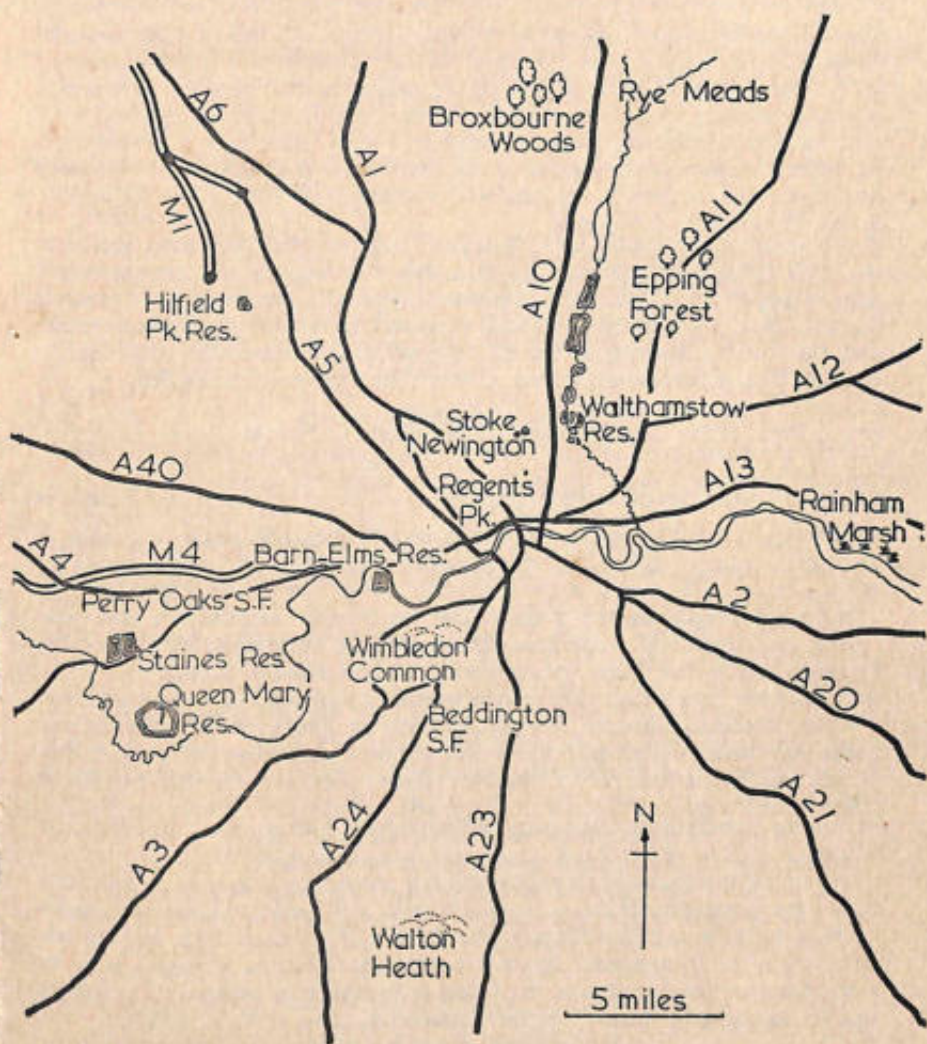 A6
A1
M1
Broxbourne
Woods
Rye Meads
A11
A10
Epping
Forest
Hilfield
Pk. Res.
A5
A12
Stoke
Newington
Walthamstow
Res.
A40
Regent's
Pk.
A13
Rainham
Marsh
A4
M4
Barn Elms Res.
Perry Oaks S.F.
A2
Staines Res.
Wimbledon
Common
Queen Mary
Res.
A20
Beddington
S.F.
A3
A24
A23
A21
N
Walton
Heath
5 miles